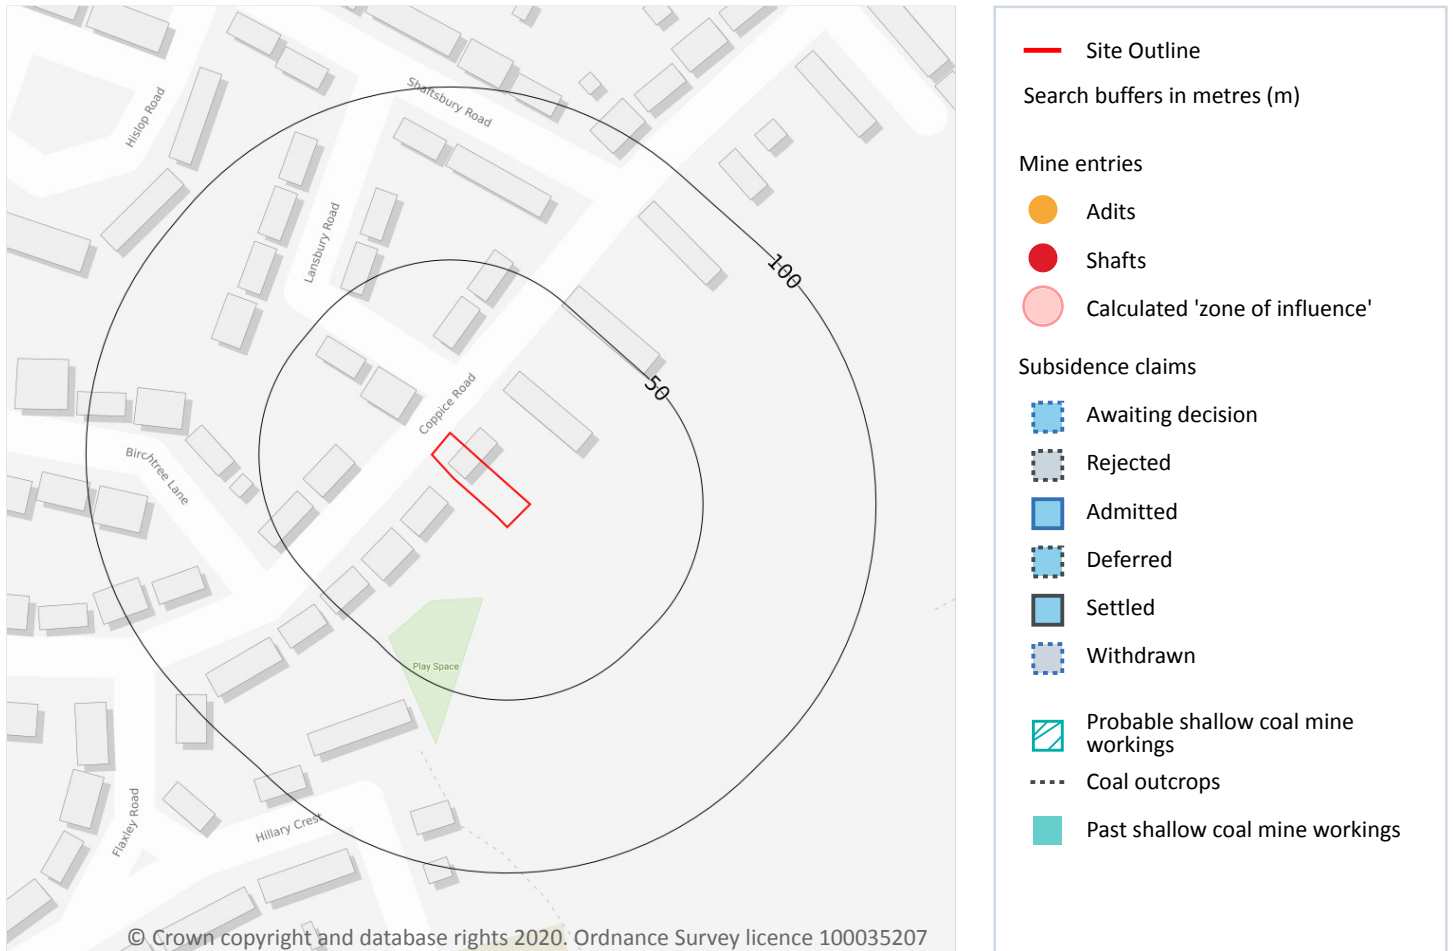 Hislop Road
Shaftsbury Road
Lansbury Road
100
50
Coppice Road
Birchtree Lane
Play Space
Flaxley Road
Hillary Crest
© Crown copyright and database rights 2020. Ordnance Survey licence 100035207
Site Outline
Search buffers in metres (m)
Mine entries
Adits
Shafts
Calculated 'zone of influence'
Subsidence claims
Awaiting decision
Rejected
Admitted
Deferred
Settled
Withdrawn
Probable shallow coal mine
workings
Coal outcrops
Past shallow coal mine workings